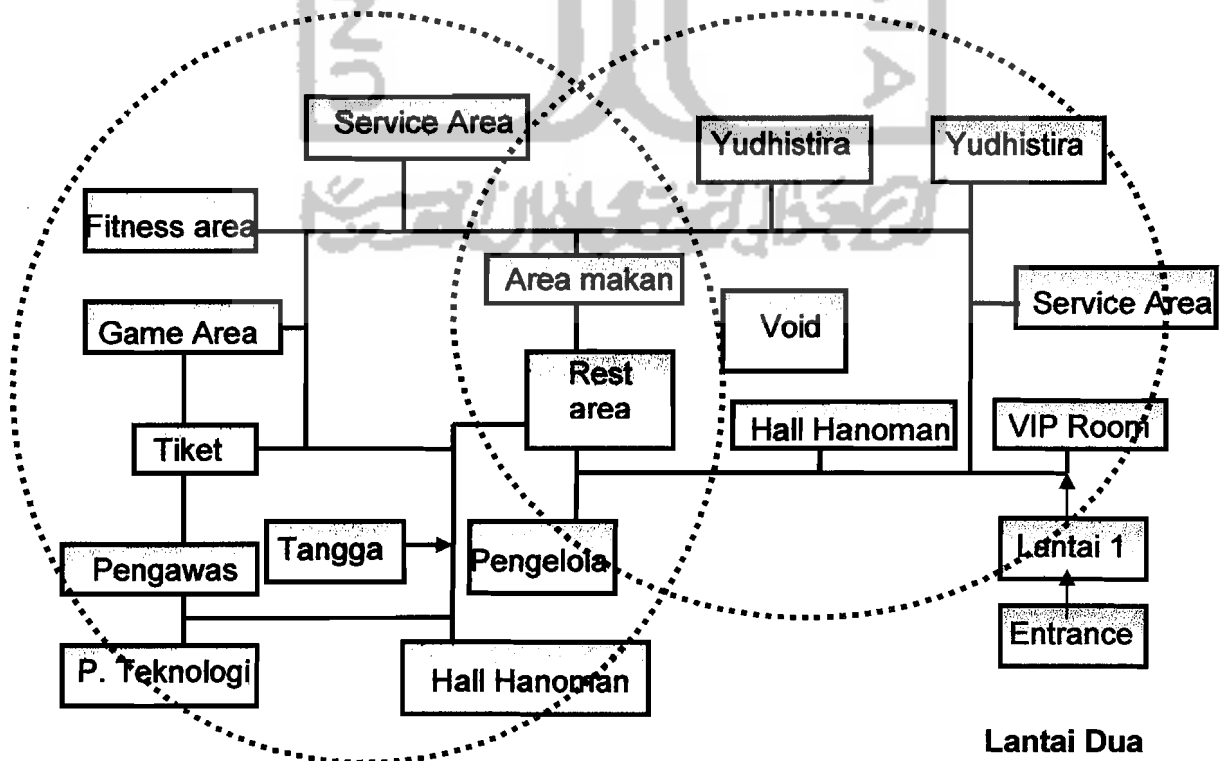 Service Area
Yudhistira
Yudhistira
Fitness area
Area makan
Service Area
Game Area
Void
Rest
area
Tiket
Hall Hanoman
VIP Room
Tangga
Pengelola
Lantai 1
Pengawas
Entrance
P. Teknologi
Hall Hanoman
Lantai Dua